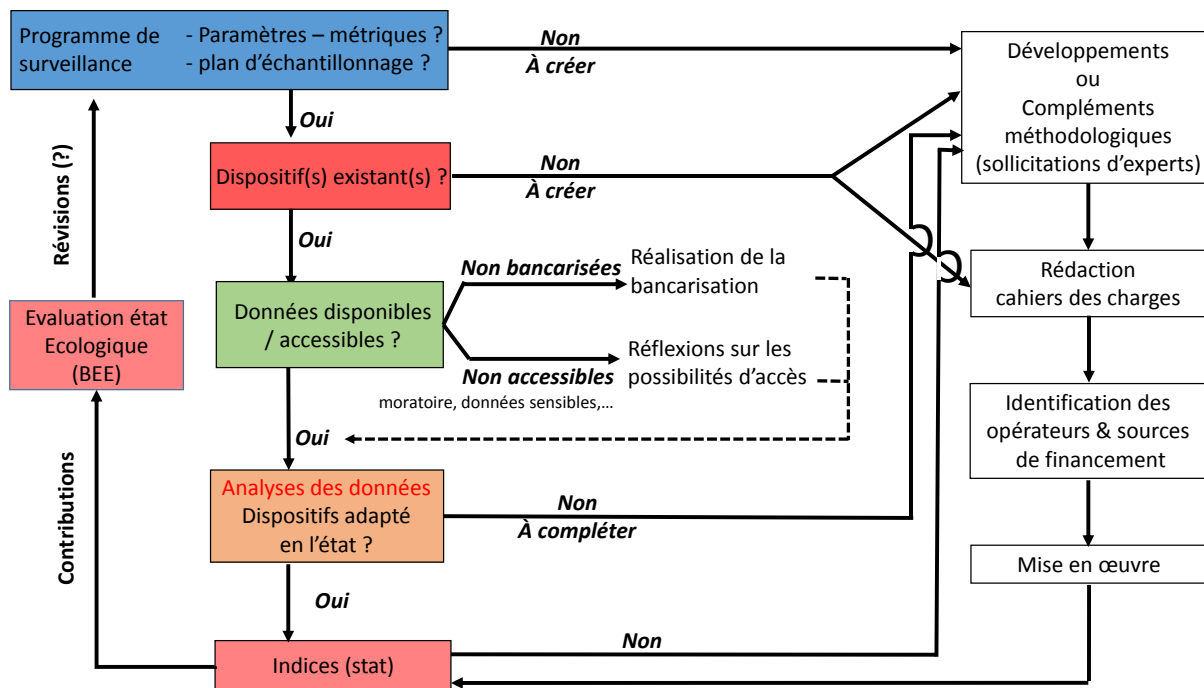 Programme de surveillance
- Paramètres – métriques ?
- plan d'échantillonnage ?
Non
À créer
Développements
ou
Compléments
méthodologiques
(sollicitations d'experts)
Oui
Dispositif(s) existant(s) ?
Non
À créer
Révisions (?)
Oui
Non bancarisées
Réalisation de la
bancarisation
Rédaction
cahiers des charges
Données disponibles
/ accessibles ?
Evaluation état
Ecologique
(BEE)
Non accessibles
moratoire, données sensibles,…
Réflexions sur les
possibilités d'accès
Identification des
opérateurs & sources
de financement
Oui
Analyses des données
Dispositifs adapté
en l'état ?
Non
À compléter
Contributions
Mise en œuvre
Oui
Indices (stat)
Non